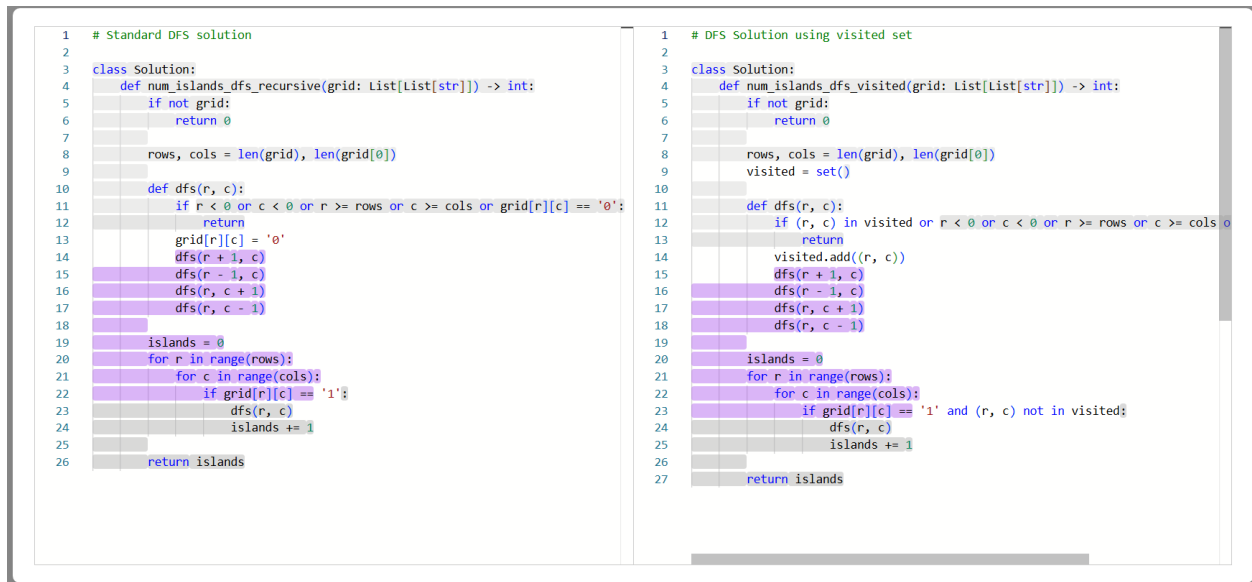 1 # Standard DFS solution
2
3 class Solution:
4     def num_islands_dfs_recursive(grid: List[List[str]]) -> int:
5         if not grid:
6             return 0
7
8         rows, cols = len(grid), len(grid[0])
9
10         def dfs(r, c):
11             if r < 0 or c < 0 or r >= rows or c >= cols or grid[r][c] == '0':
12                 return
13             grid[r][c] = '0'
14             dfs(r + 1, c)
15             dfs(r - 1, c)
16             dfs(r, c + 1)
17             dfs(r, c - 1)
18
19         islands = 0
20         for r in range(rows):
21             for c in range(cols):
22                 if grid[r][c] == '1':
23                     dfs(r, c)
24                     islands += 1
25
26         return islands
1 # DFS Solution using visited set
2
3 class Solution:
4     def num_islands_dfs_visited(grid: List[List[str]]) -> int:
5         if not grid:
6             return 0
7
8         rows, cols = len(grid), len(grid[0])
9         visited = set()
10
11         def dfs(r, c):
12             if (r, c) in visited or r < 0 or c < 0 or r >= rows or c >= cols o
13                 return
14             visited.add((r, c))
15             dfs(r + 1, c)
16             dfs(r - 1, c)
17             dfs(r, c + 1)
18             dfs(r, c - 1)
19
20         islands = 0
21         for r in range(rows):
22             for c in range(cols):
23                 if grid[r][c] == '1' and (r, c) not in visited:
24                     dfs(r, c)
25                     islands += 1
26
27         return islands